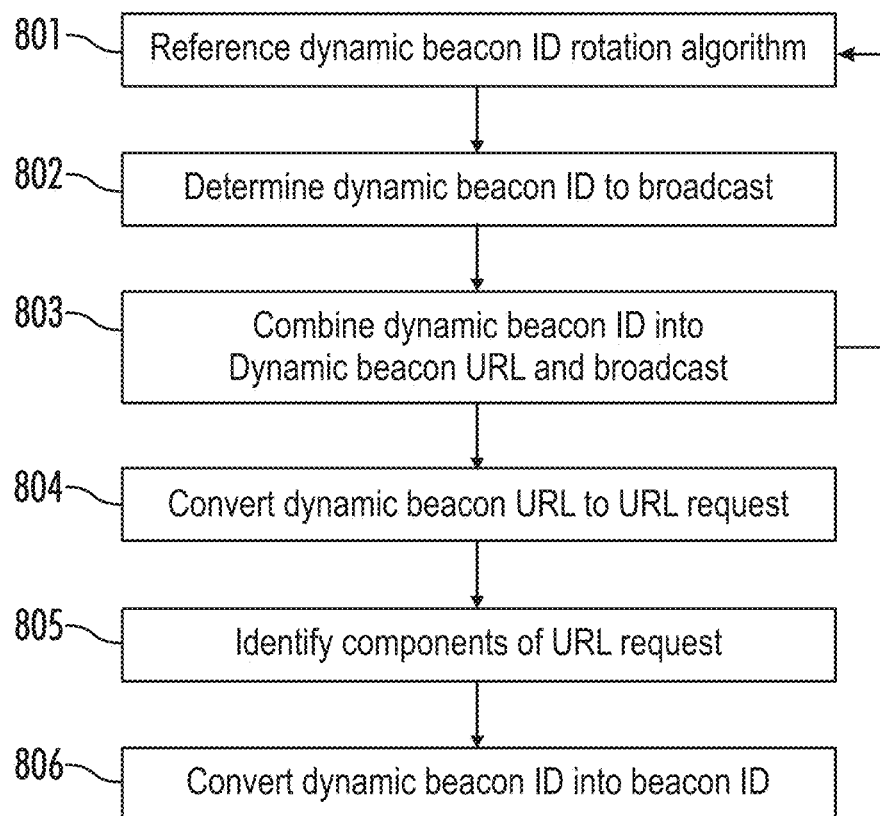 801 Reference dynamic beacon ID rotation algorithm
802 Determine dynamic beacon ID to broadcast
803 Combine dynamic beacon ID into
Dynamic beacon URL and broadcast
804 Convert dynamic beacon URL to URL request
805 Identify components of URL request
806 Convert dynamic beacon ID into beacon ID